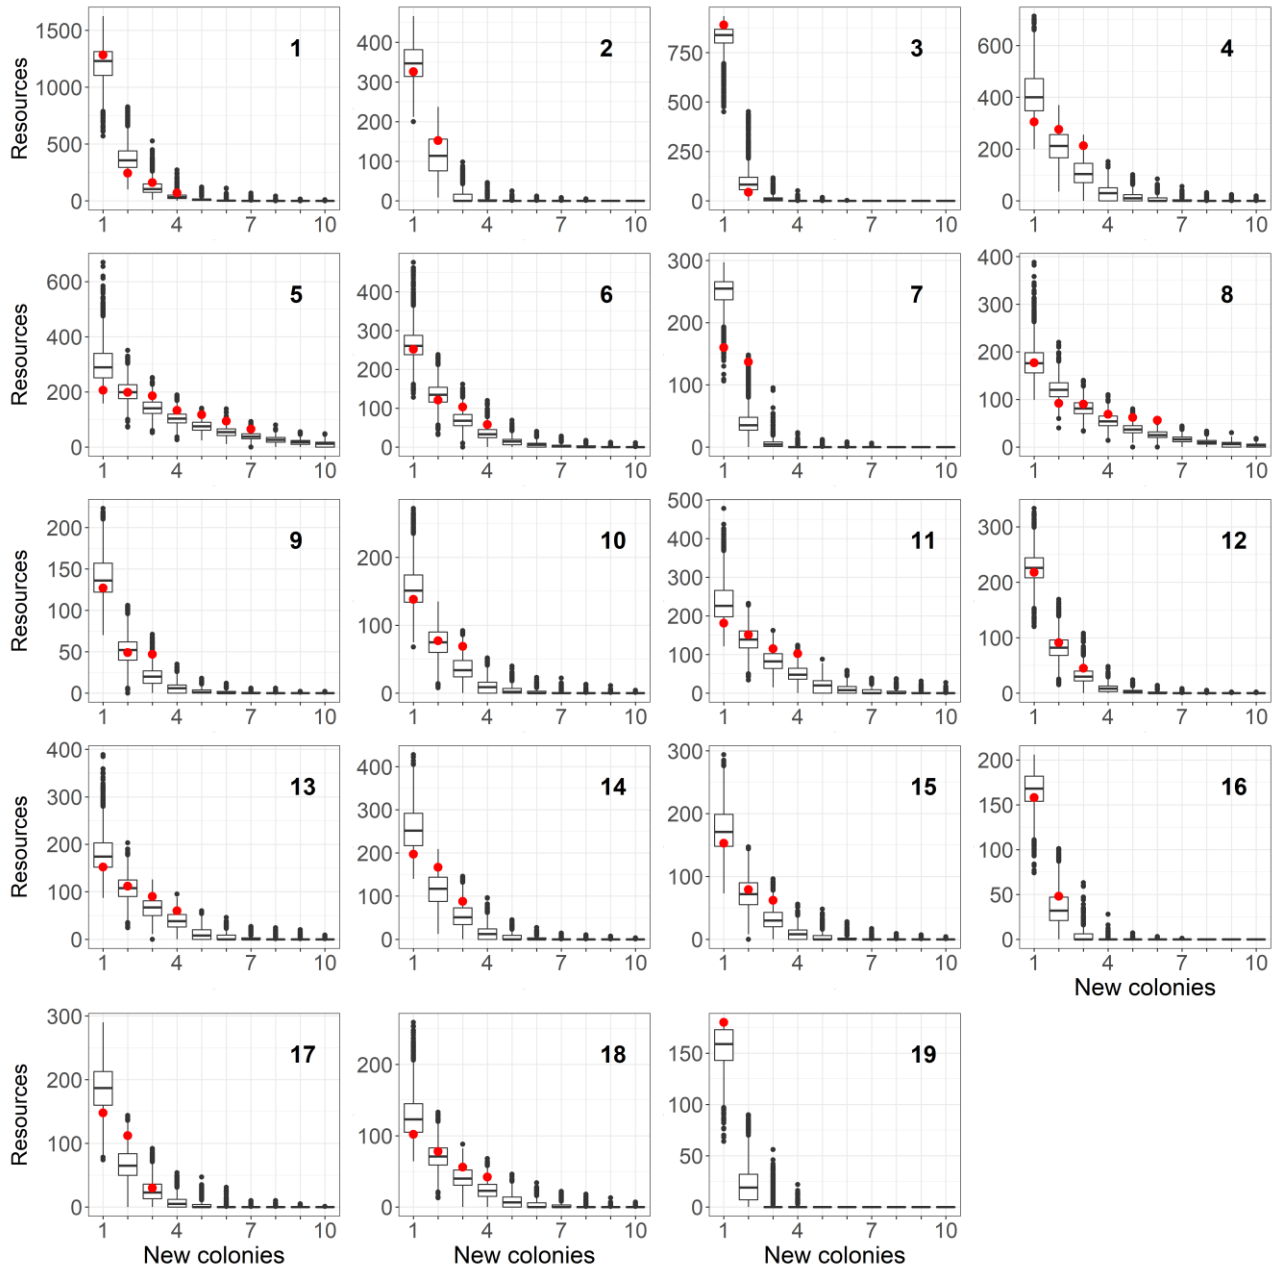 1 2 3 4
Resources
1500 400 750 600
1000 300 500 400
500 200 250 200
0 100 0 0
0
1 4 7 10 1 4 7 10 1 4 7 10 1 4 7 10
5 6 7 8
Resources
600 400 300 400
400 300 200 300
200 200 100 200
0 100 0 100
0 0
1 4 7 10 1 4 7 10 1 4 7 10 1 4 7 10
9 10 11 12
Resources
200 200 500 300
150 100 400 200
100 0 300 100
50 200 0
0 100
0
1 4 7 10 1 4 7 10 1 4 7 10 1 4 7 10
13 14 15 16
Resources
400 400 300 200
300 300 200 150
200 200 100 100
100 100 0 50
0 0 0
1 4 7 10 1 4 7 10 1 4 7 10 1 4 7 10
New colonies
17 18 19
Resources
300 200 150
200 100 100
100 0 50
0 0
1 4 7 10 1 4 7 10 1 4 7 10
New colonies New colonies New colonies